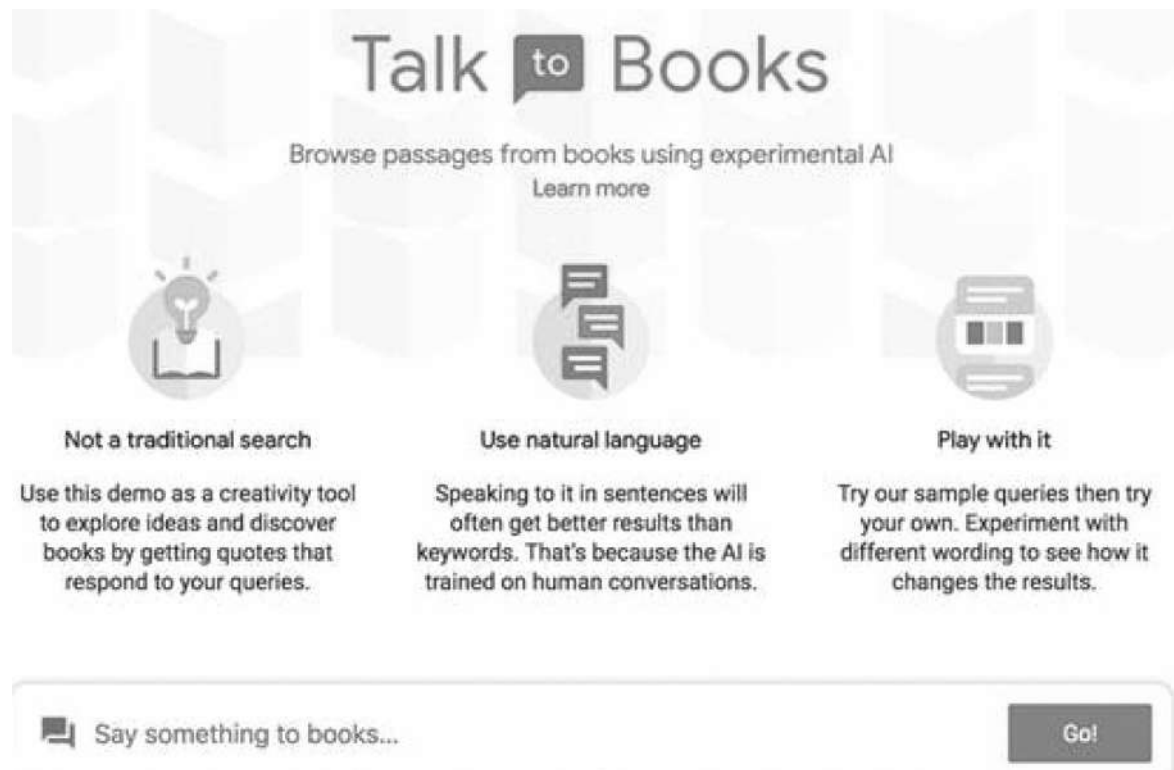 Talk to Books
Browse passages from books using experimental AI
Learn more
Not a traditional search
Use this demo as a creativity tool
to explore ideas and discover
books by getting quotes that
respond to your queries.
Use natural language
Speaking to it in sentences will
often get better results than
keywords. That's because the AI is
trained on human conversations.
Play with it
Try our sample queries then try
your own. Experiment with
different wording to see how it
changes the results.
Say something to books...
Go!